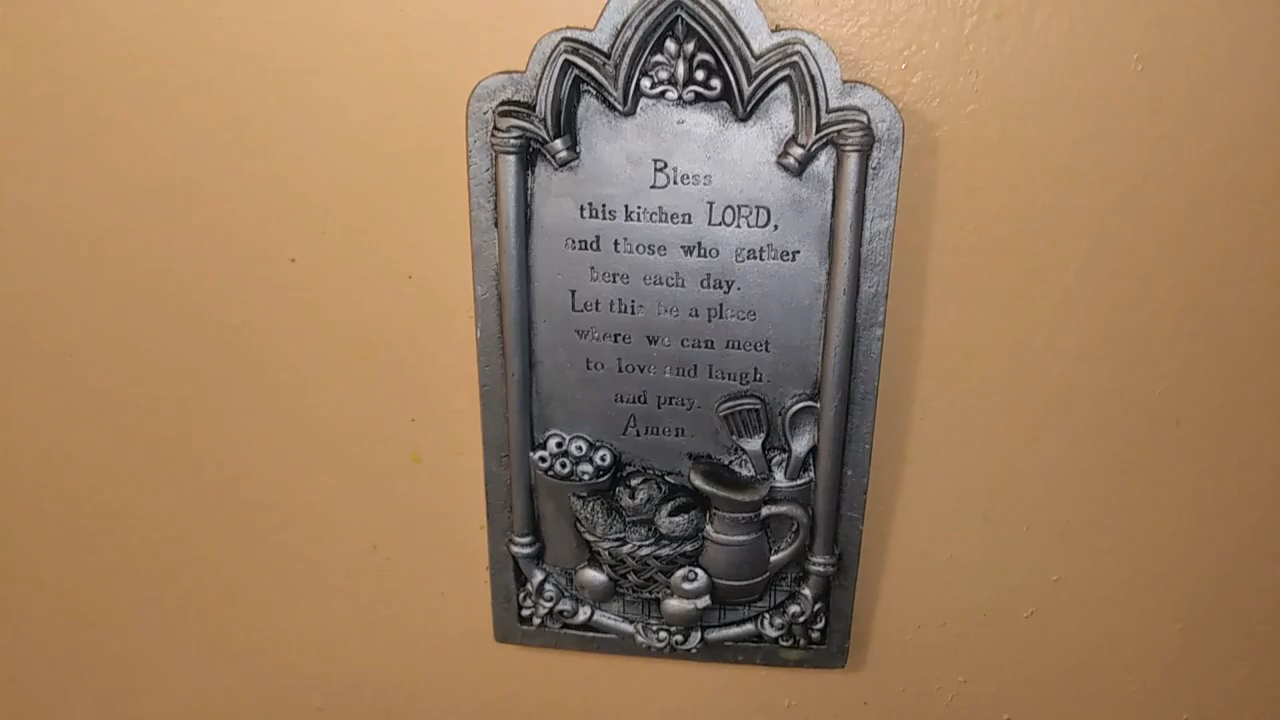 Bless
this kitchen LORD,
and those who gather
here each day.
Let this be a place
where we can meet
to love and laugh.
and pray.
Amen.